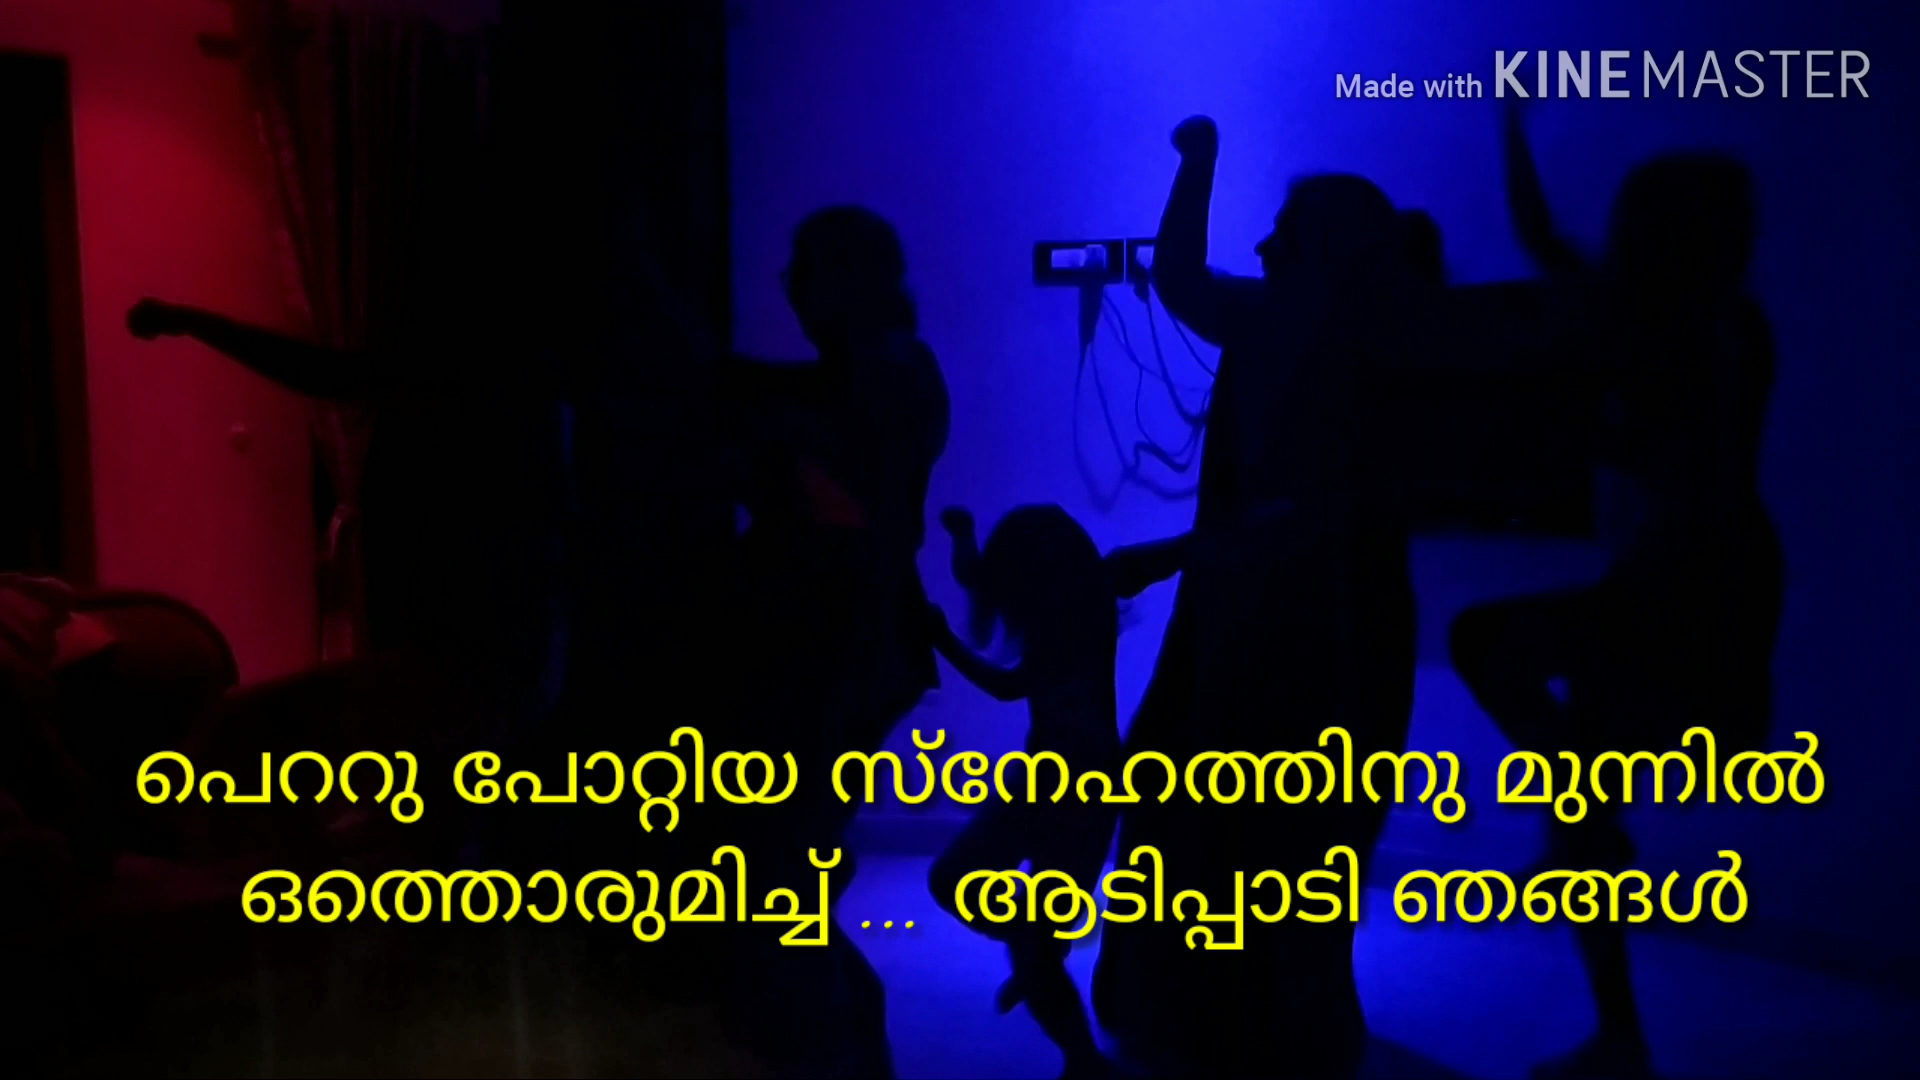 Made with KINEMASTER
പെററു പോറ്റിയ സ്നേഹത്തിനു മുന്നിൽ
ഒത്തൊരുമിച്ച് ... ആടിപ്പാടി ഞങ്ങൾ